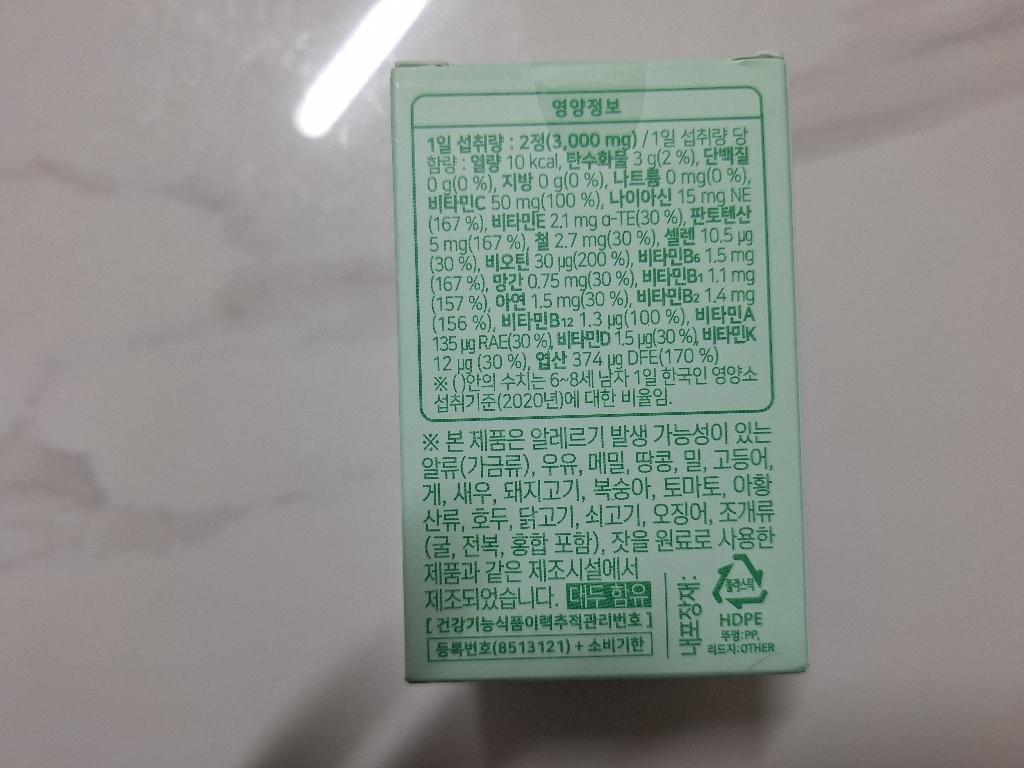 영양정보
1일 섭취량 : 2정(3,000 mg) / 1일 섭취량 당
함량 : 열량 10 kcal, 탄수화물 3 g(2 %), 단백질
0 g(0 %), 지방 0 g(0 %), 나트륨 0 mg(0 %),
비타민C 50 mg(100 %), 나이아신 15 mg NE
(167 %), 비타민E 2.1 mg α-TE(30 %), 판토텐산
5 mg(167 %), 철 2.7 mg(30 %), 셀렌 10.5 μg
(30 %), 비오틴 30 μg(200 %), 비타민B₆ 1.5 mg
(167 %), 망간 0.75 mg(30 %), 비타민B₁ 1.1 mg
(157 %), 아연 1.5 mg(30 %), 비타민B₂ 1.4 mg
(156 %), 비타민B₁₂ 1.3 μg(100 %), 비타민A
135 μg RAE(30 %), 비타민D 1.5 μg(30 %), 비타민K
12 μg (30 %), 엽산 374 μg DFE(170 %)
※ ( )안의 수치는 6~8세 남자 1일 한국인 영양소
섭취기준(2020년)에 대한 비율임.
※ 본 제품은 알레르기 발생 가능성이 있는
알류(가금류), 우유, 메밀, 땅콩, 밀, 고등어,
게, 새우, 돼지고기, 복숭아, 토마토, 아황
산류, 호두, 닭고기, 쇠고기, 오징어, 조개류
(굴, 전복, 홍합 포함), 잣을 원료로 사용한
제품과 같은 제조시설에서
제조되었습니다. 대두 함유
[ 건강기능식품이력추적관리번호 ]
등록번호(8513121) + 소비기한
내포장재:
플라스틱
HDPE
뚜껑:PP,
리드지:OTHER